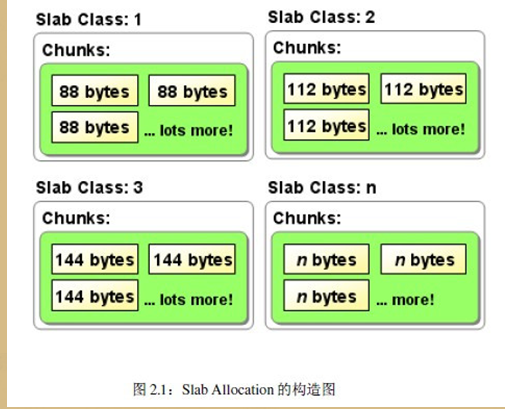 Slab Class: 1
Chunks:
88 bytes 88 bytes
88 bytes ... lots more!
Slab Class: 2
Chunks:
112 bytes 112 bytes
112 bytes ... lots more!
Slab Class: 3
Chunks:
144 bytes 144 bytes
144 bytes ... lots more!
Slab Class: n
Chunks:
n bytes n bytes
n bytes ... more!
图 2.1：Slab Allocation 的构造图